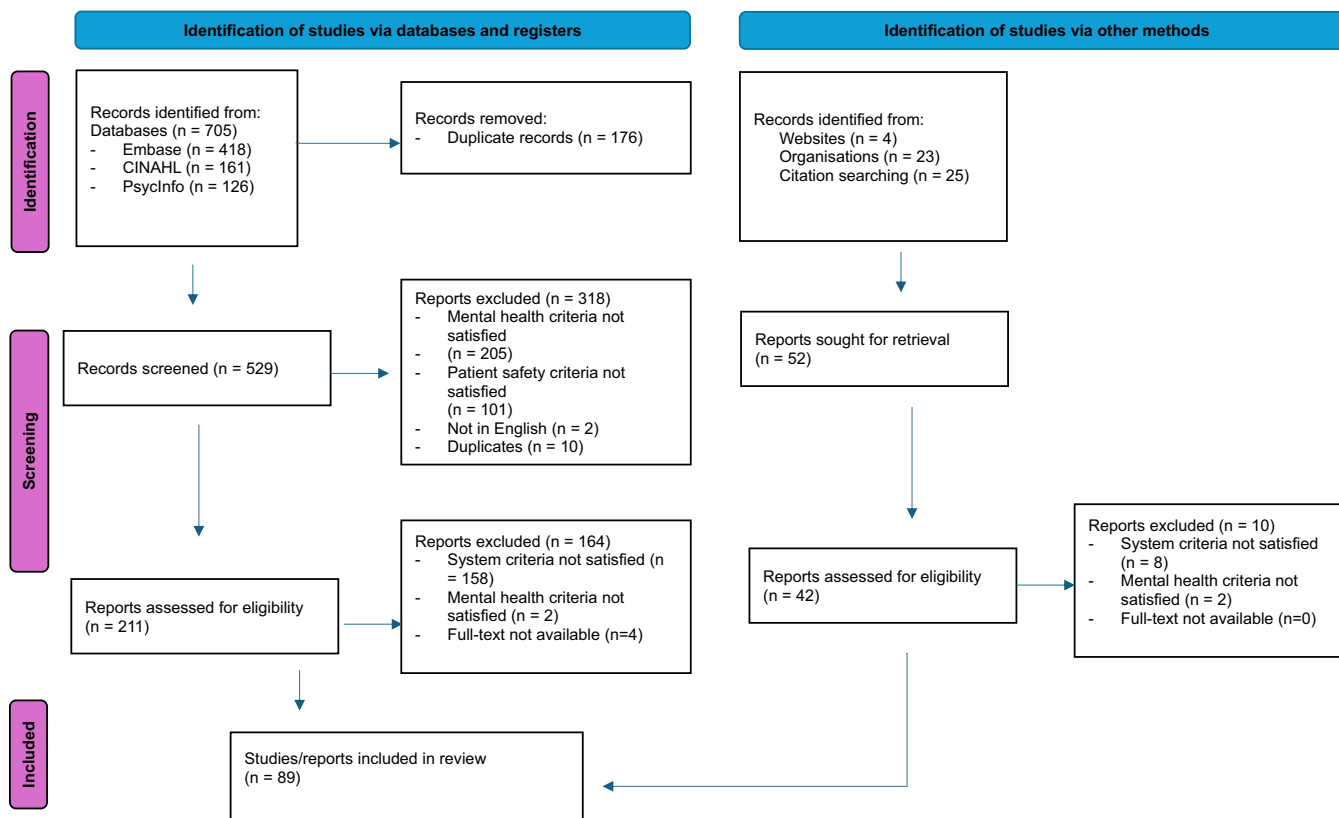 Identification of studies via databases and registers
Identification of studies via other methods
Identification
Records identified from:
Databases (n = 705)
- Embase (n = 418)
- CINAHL (n = 161)
- PsycInfo (n = 126)
Records removed:
- Duplicate records (n = 176)
Records identified from:
Websites (n = 4)
Organisations (n = 23)
Citation searching (n = 25)
Screening
Records screened (n = 529)
Reports excluded (n = 318)
- Mental health criteria not
satisfied
- (n = 205)
- Patient safety criteria not
satisfied
(n = 101)
- Not in English (n = 2)
- Duplicates (n = 10)
Reports sought for retrieval
(n = 52)
Reports assessed for eligibility
(n = 211)
Reports excluded (n = 164)
- System criteria not satisfied (n
= 158)
- Mental health criteria not
satisfied (n = 2)
- Full-text not available (n=4)
Reports assessed for eligibility
(n = 42)
Reports excluded (n = 10)
- System criteria not satisfied
(n = 8)
- Mental health criteria not
satisfied (n = 2)
- Full-text not available (n=0)
Included
Studies/reports included in review
(n = 89)